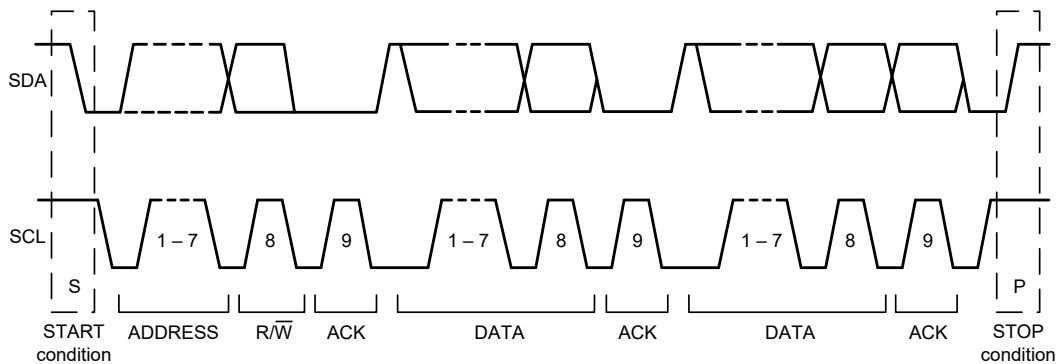 SDA
SCL
1 – 7 8 9 1 – 7 8 9 1 – 7 8 9
S P
START condition ADDRESS R/W̅ ACK DATA ACK DATA ACK STOP condition